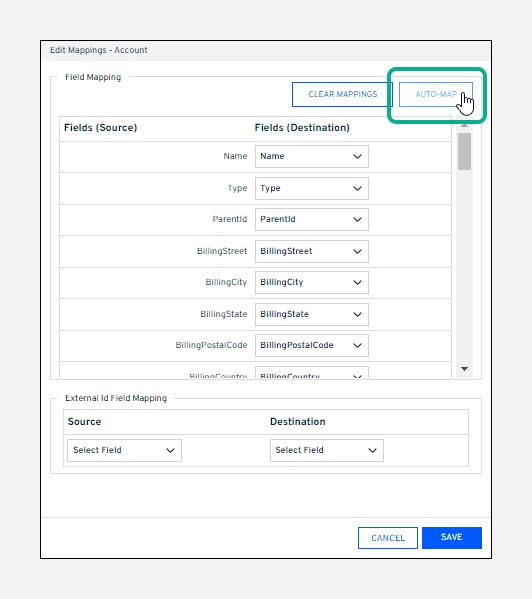 Edit Mappings - Account
Field Mapping
CLEAR MAPPINGS AUTO-MAP
Fields (Source) Fields (Destination)
Name Name
Type Type
ParentId ParentId
BillingStreet BillingStreet
BillingCity BillingCity
BillingState BillingState
BillingPostalCode BillingPostalCode
BillingCountry BillingCountry
External Id Field Mapping
Source Destination
Select Field Select Field
CANCEL SAVE